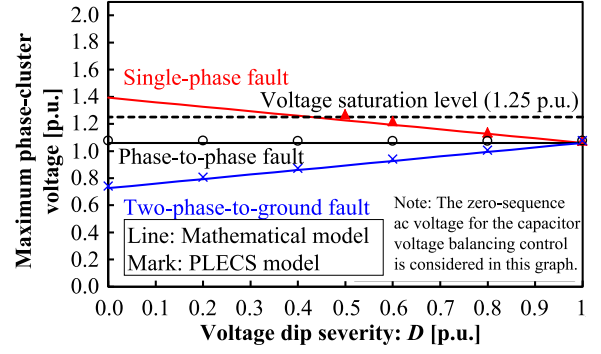 Maximum phase-cluster
voltage [p.u.]
2.0
1.8
1.6
1.4
1.2
1.0
0.8
0.6
0.4
0.2
0.0
Single-phase fault
Voltage saturation level (1.25 p.u.)
Phase-to-phase fault
Two-phase-to-ground fault
Line: Mathematical model
Mark: PLECS model
Note: The zero-sequence
ac voltage for the capacitor
voltage balancing control
is considered in this graph.
0.0 0.1 0.2 0.3 0.4 0.5 0.6 0.7 0.8 0.9 1
Voltage dip severity: D [p.u.]